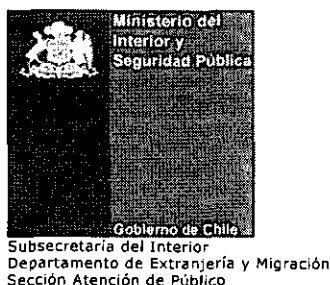 Ministerio del
Interior y
Seguridad Pública
Gobierno de Chile
Subsecretaría del Interior
Departamento de Extranjería y Migración
Sección Atención de Público